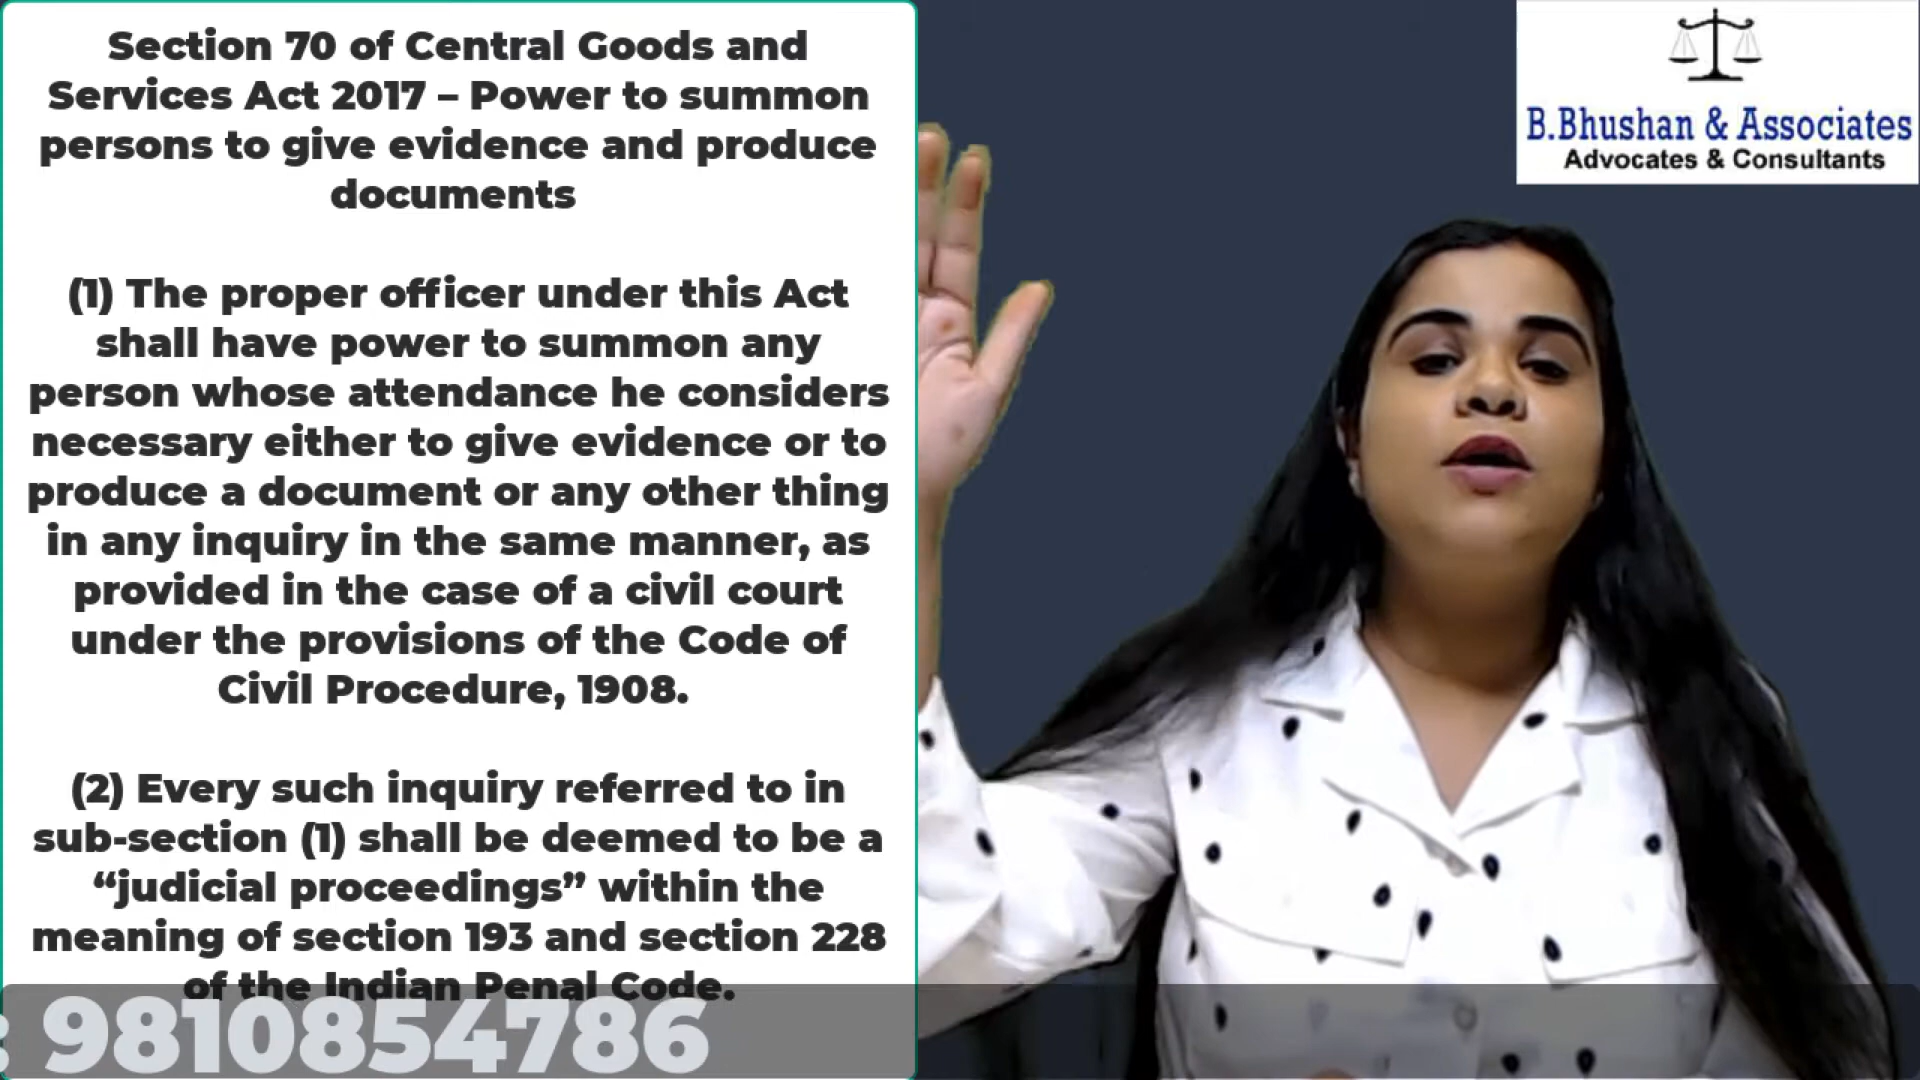 Section 70 of Central Goods and
Services Act 2017 – Power to summon
persons to give evidence and produce
documents
(1) The proper officer under this Act
shall have power to summon any
person whose attendance he considers
necessary either to give evidence or to
produce a document or any other thing
in any inquiry in the same manner, as
provided in the case of a civil court
under the provisions of the Code of
Civil Procedure, 1908.
(2) Every such inquiry referred to in
sub-section (1) shall be deemed to be a
“judicial proceedings” within the
meaning of section 193 and section 228
of the Indian Penal Code.
: 9810854786
B.Bhushan & Associates
Advocates & Consultants